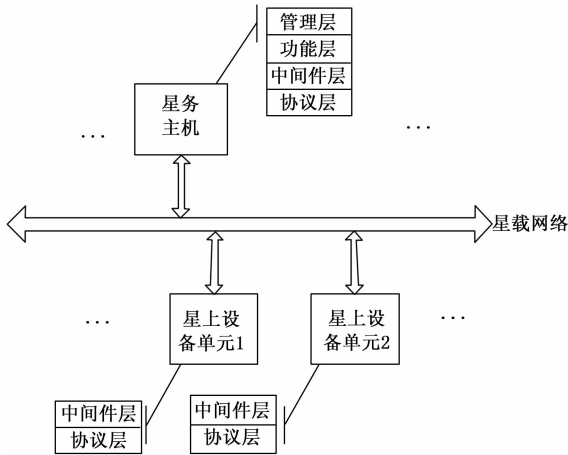 管理层
功能层
中间件层
协议层
星务
主机
...
...
星载网络
...
星上设
备单元1
星上设
备单元2
...
中间件层
协议层
中间件层
协议层